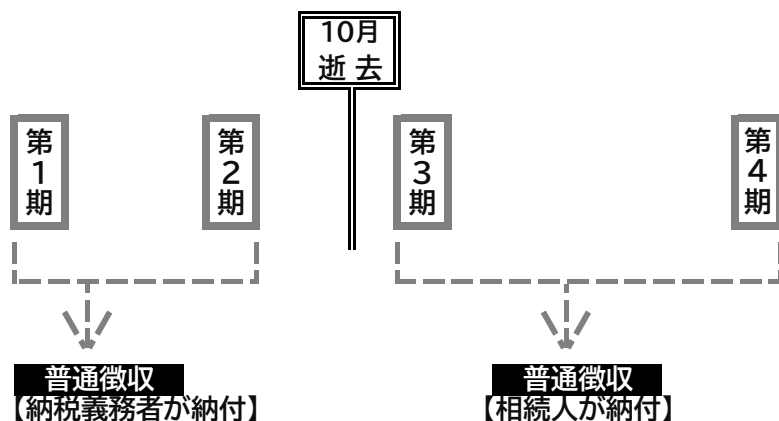 10月
逝去
第1期
第2期
第3期
第4期
普通徴収
【納税義務者が納付】
普通徴収
【相続人が納付】